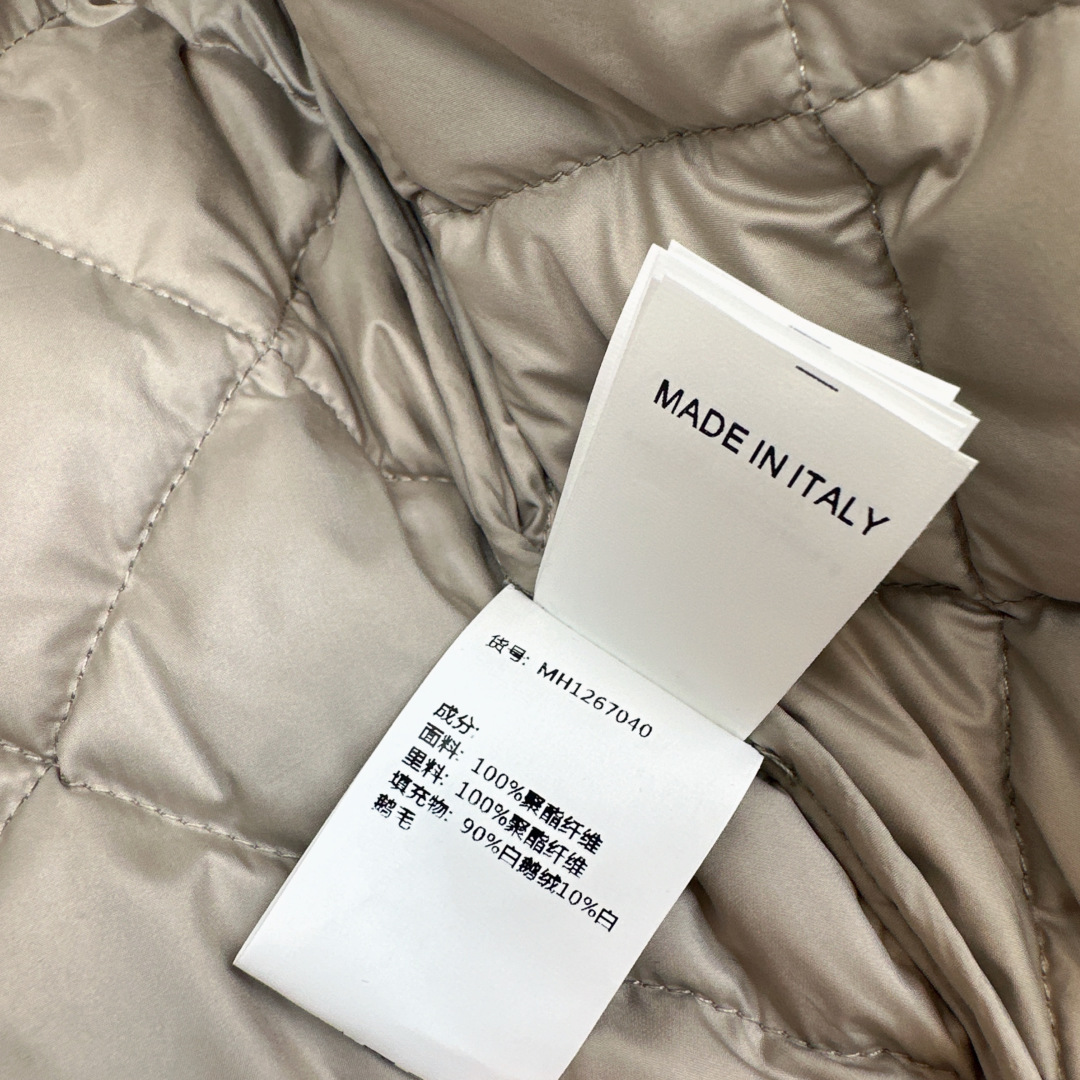 MADE IN ITALY
货号: MH1267040
成分:
面料: 100%聚酯纤维
里料: 100%聚酯纤维
填充物: 90%白鹅绒10%白
鹅毛